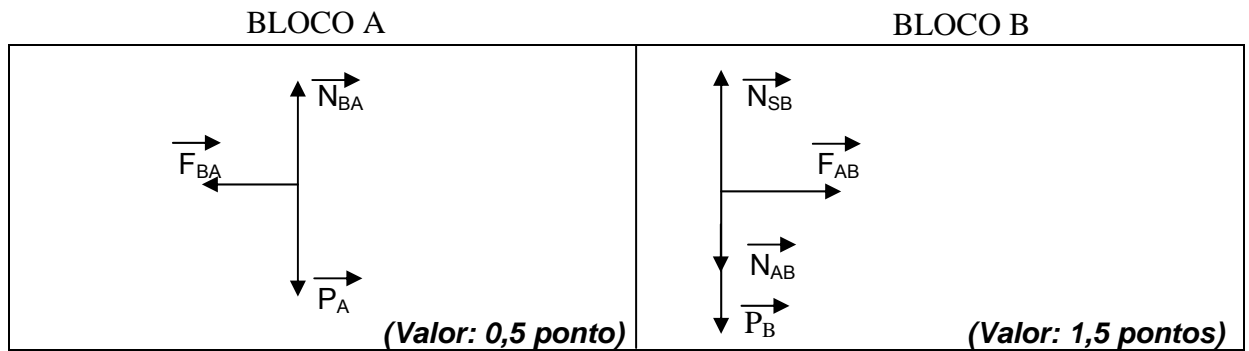 BLOCO A
BLOCO B
N_BA
F_BA
P_A
(Valor: 0,5 ponto)
N_SB
F_AB
N_AB
P_B
(Valor: 1,5 pontos)